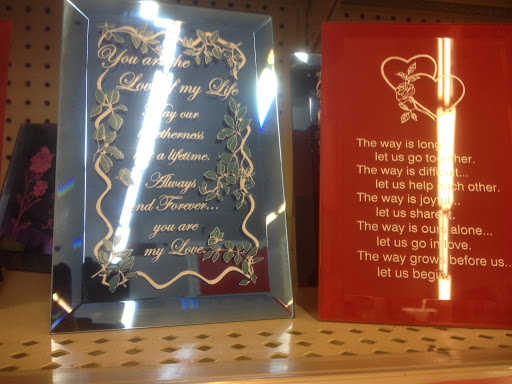 You are the
Love of my Life
May our
togetherness
last a lifetime.
Always
and Forever...
you are
my Love
The way is long
let us go together.
The way is difficult...
let us help each other.
The way is joyful...
let us share it.
The way is ours alone...
let us go in love.
The way grows before us...
let us begin.